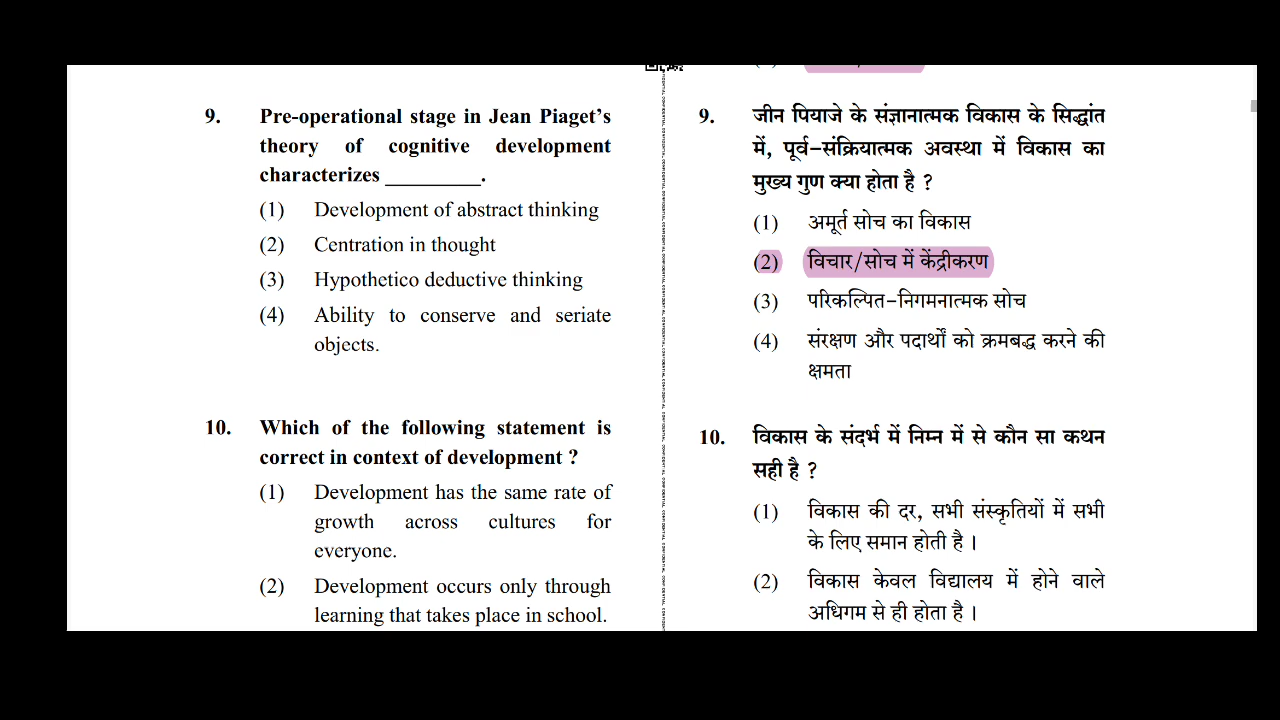 9. Pre-operational stage in Jean Piaget's
theory of cognitive development
characterizes _________.
(1) Development of abstract thinking
(2) Centration in thought
(3) Hypothetico deductive thinking
(4) Ability to conserve and seriate
objects.
10. Which of the following statement is
correct in context of development ?
(1) Development has the same rate of
growth across cultures for
everyone.
(2) Development occurs only through
learning that takes place in school.
9. जीन पियाजे के संज्ञानात्मक विकास के सिद्धांत
में, पूर्व-संक्रियात्मक अवस्था में विकास का
मुख्य गुण क्या होता है ?
(1) अमूर्त सोच का विकास
(2) विचार/सोच में केंद्रीकरण
(3) परिकल्पित-निगमनात्मक सोच
(4) संरक्षण और पदार्थों को क्रमबद्ध करने की
क्षमता
10. विकास के संदर्भ में निम्न में से कौन सा कथन
सही है ?
(1) विकास की दर, सभी संस्कृतियों में सभी
के लिए समान होती है ।
(2) विकास केवल विद्यालय में होने वाले
अधिगम से ही होता है ।